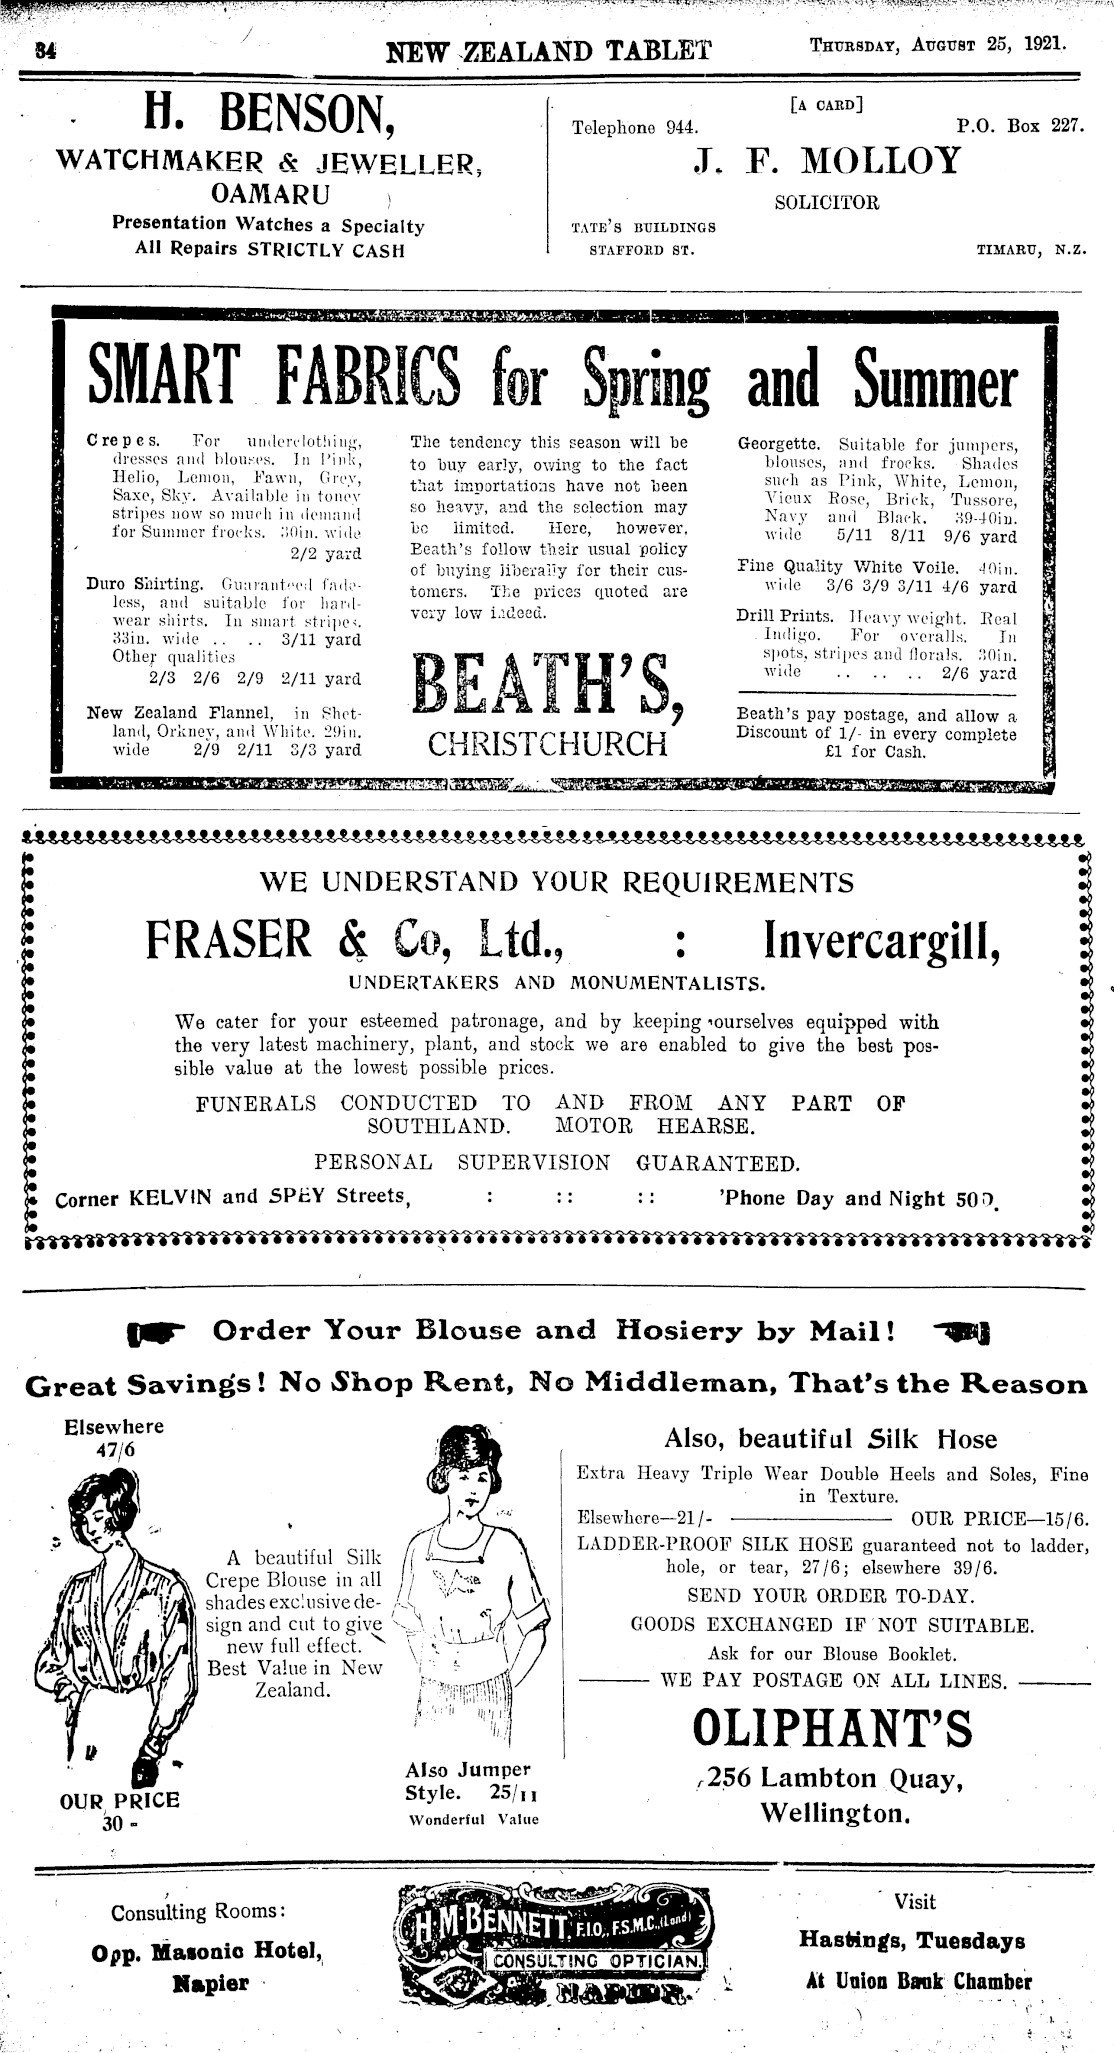 34
NEW ZEALAND TABLET
THURSDAY, AUGUST 25, 1921.
H. BENSON,
WATCHMAKER & JEWELLER,
OAMARU
Presentation Watches a Specialty
All Repairs STRICTLY CASH
[A CARD]
Telephone 944.
P.O. Box 227.
J. F. MOLLOY
SOLICITOR
TATE'S BUILDINGS
STAFFORD ST.
TIMARU, N.Z.
SMART FABRICS for Spring and Summer
Crepes. For underclothing,
dresses and blouses. In Pink,
Helio, Lemon, Fawn, Grey,
Saxe, Sky. Available in toney
stripes now so much in demand
for Summer frocks. 30in. wide
2/2 yard
Duro Shirting. Guaranteed fade-
less, and suitable for hard-
wear shirts. In smart stripes.
33in. wide .. .. 3/11 yard
Other qualities
2/3 2/6 2/9 2/11 yard
New Zealand Flannel, in Shet-
land, Orkney, and White. 29in.
wide 2/9 2/11 3/3 yard
The tendency this season will be
to buy early, owing to the fact
that importations have not been
so heavy, and the selection may
be limited. Here, however,
Beath's follow their usual policy
of buying liberally for their cus-
tomers. The prices quoted are
very low indeed.
BEATH'S,
CHRISTCHURCH
Georgette. Suitable for jumpers,
blouses, and frocks. Shades
such as Pink, White, Lemon,
Vieux Rose, Brick, Tussore,
Navy and Black. 39-40in.
wide 5/11 8/11 9/6 yard
Fine Quality White Voile. 40in.
wide 3/6 3/9 3/11 4/6 yard
Drill Prints. Heavy weight. Real
Indigo. For overalls. In
spots, stripes and florals. 30in.
wide .. .. .. 2/6 yard
Beath's pay postage, and allow a
Discount of 1/- in every complete
£1 for Cash.
WE UNDERSTAND YOUR REQUIREMENTS
FRASER & Co, Ltd., : Invercargill,
UNDERTAKERS AND MONUMENTALISTS.
We cater for your esteemed patronage, and by keeping ourselves equipped with
the very latest machinery, plant, and stock we are enabled to give the best pos-
sible value at the lowest possible prices.
FUNERALS CONDUCTED TO AND FROM ANY PART OF
SOUTHLAND. MOTOR HEARSE.
PERSONAL SUPERVISION GUARANTEED.
Corner KELVIN and SPEY Streets, : :: :: 'Phone Day and Night 500.
Order Your Blouse and Hosiery by Mail!
Great Savings! No Shop Rent, No Middleman, That's the Reason
Elsewhere
47/6
A beautiful Silk
Crepe Blouse in all
shades exclusive de-
sign and cut to give
new full effect.
Best Value in New
Zealand.
OUR PRICE
30 -
Also Jumper
Style. 25/11
Wonderful Value
Also, beautiful Silk Hose
Extra Heavy Triple Wear Double Heels and Soles, Fine
in Texture.
Elsewhere—21/- ——— OUR PRICE—15/6.
LADDER-PROOF SILK HOSE guaranteed not to ladder,
hole, or tear, 27/6; elsewhere 39/6.
SEND YOUR ORDER TO-DAY.
GOODS EXCHANGED IF NOT SUITABLE.
Ask for our Blouse Booklet.
——— WE PAY POSTAGE ON ALL LINES. ———
OLIPHANT'S
256 Lambton Quay,
Wellington.
Consulting Rooms:
Opp. Masonic Hotel,
Napier
H.M. BENNETT, F.I.O., F.S.M.C., (Lond)
CONSULTING OPTICIAN.
NAPIER.
Visit
Hastings, Tuesdays
At Union Bank Chamber